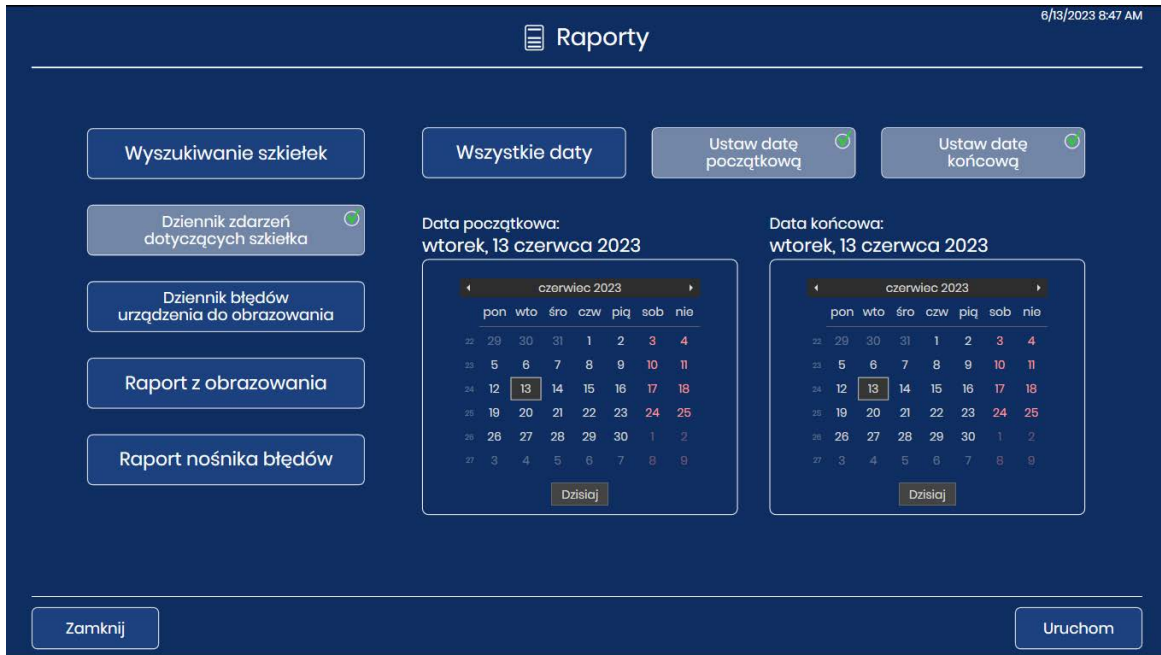 6/13/2023 8:47 AM
Raporty
Wyszukiwanie szkiełek
Dziennik zdarzeń
dotyczących szkiełka
Dziennik błędów
urządzenia do obrazowania
Raport z obrazowania
Raport nośnika błędów
Wszystkie daty
Ustaw datę
początkową
Ustaw datę
końcową
Data początkowa:
wtorek, 13 czerwca 2023
czerwiec 2023
pon wto śro czw pią sob nie
22 29 30 31 1 2 3 4
23 5 6 7 8 9 10 11
24 12 13 14 15 16 17 18
25 19 20 21 22 23 24 25
26 26 27 28 29 30 1 2
27 3 4 5 6 7 8 9
Dzisiaj
Data końcowa:
wtorek, 13 czerwca 2023
czerwiec 2023
pon wto śro czw pią sob nie
22 29 30 31 1 2 3 4
23 5 6 7 8 9 10 11
24 12 13 14 15 16 17 18
25 19 20 21 22 23 24 25
26 26 27 28 29 30 1 2
27 3 4 5 6 7 8 9
Dzisiaj
Zamknij
Uruchom